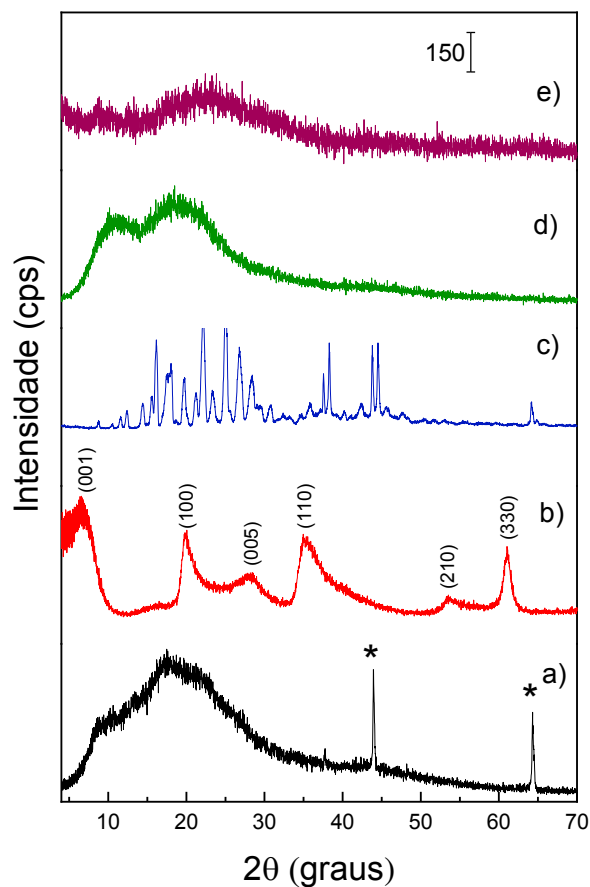 150
e)
d)
c)
b)
a)
(001)
(100)
(005)
(110)
(210)
(330)
*
*
Intensidade (cps)
10 20 30 40 50 60 70
2θ (graus)